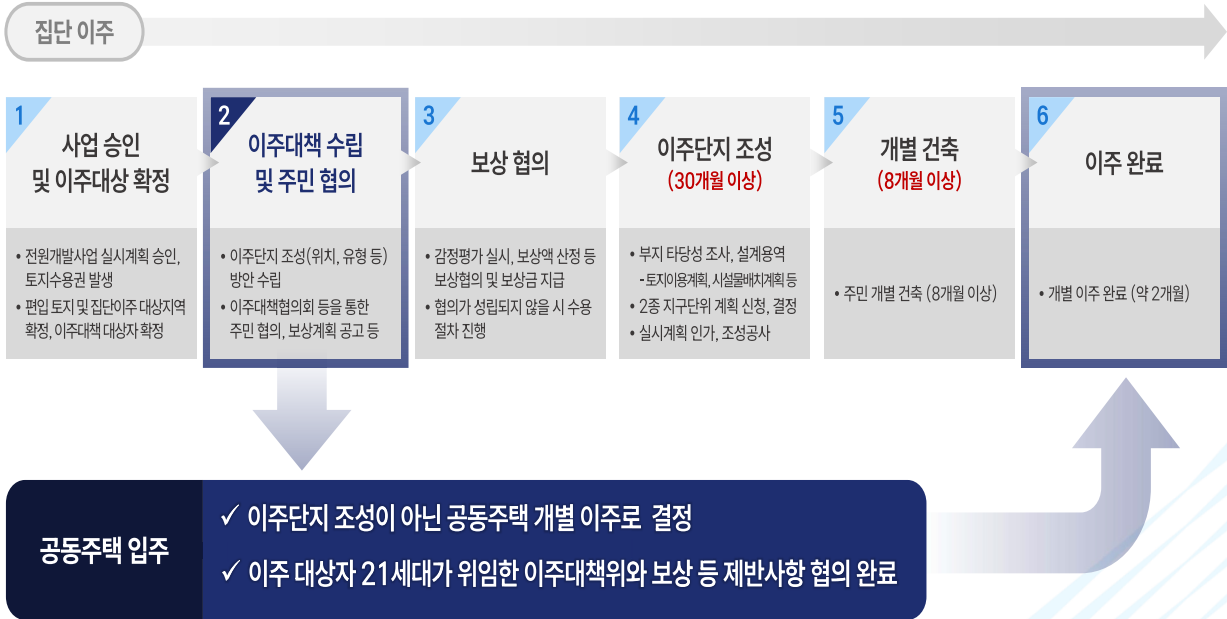 집단 이주
1
사업 승인
및 이주대상 확정
• 전원개발사업 실시계획 승인,
토지수용권 발생
• 편입 토지 및 집단이주 대상지역
확정, 이주대책 대상자 확정
2
이주대책 수립
및 주민 협의
• 이주단지 조성(위치, 유형 등)
방안 수립
• 이주대책협의회 등을 통한
주민 협의, 보상계획 공고 등
3
보상 협의
• 감정평가 실시, 보상액 산정 등
보상협의 및 보상금 지급
• 협의가 성립되지 않을 시 수용
절차 진행
4
이주단지 조성
(30개월 이상)
• 부지 타당성 조사, 설계용역
- 토지이용계획, 시설물배치계획 등
• 2종 지구단위 계획 신청, 결정
• 실시계획 인가, 조성공사
5
개별 건축
(8개월 이상)
• 주민 개별 건축 (8개월 이상)
6
이주 완료
• 개별 이주 완료 (약 2개월)
공동주택 입주
✓ 이주단지 조성이 아닌 공동주택 개별 이주로 결정
✓ 이주 대상자 21세대가 위임한 이주대책위와 보상 등 제반사항 협의 완료